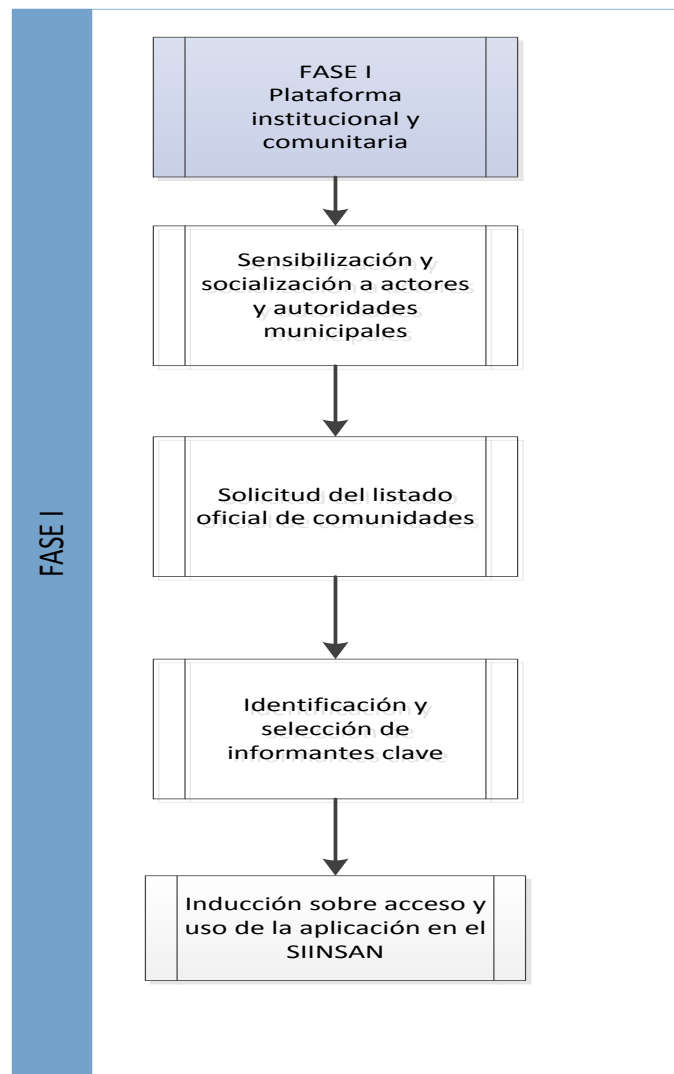 FASE I
FASE I
Plataforma
institucional y
comunitaria
Sensibilización y
socialización a actores
y autoridades
municipales
Solicitud del listado
oficial de comunidades
Identificación y
selección de
informantes clave
Inducción sobre acceso y
uso de la aplicación en el
SIINSAN